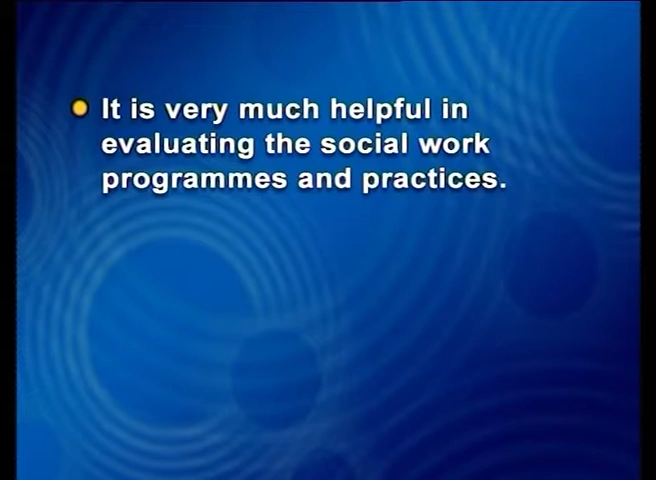 It is very much helpful in
evaluating the social work
programmes and practices.